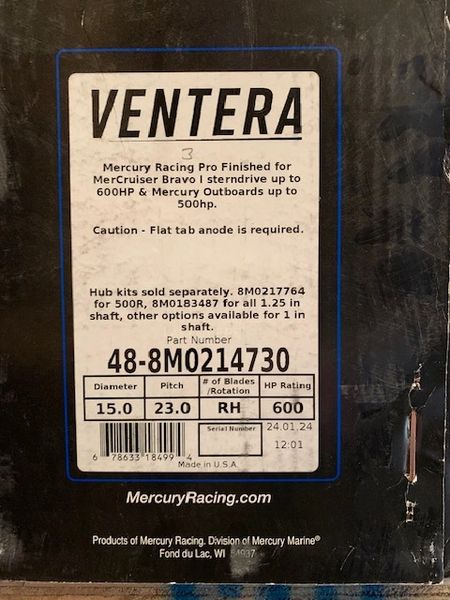 VENTERA
3
Mercury Racing Pro Finished for
MerCruiser Bravo I sterndrive up to
600HP & Mercury Outboards up to
500hp.
Caution - Flat tab anode is required.
Hub kits sold separately. 8M0217764
for 500R, 8M0183487 for all 1.25 in
shaft, other options available for 1 in
shaft.
Part Number
48-8M0214730
Diameter Pitch # of Blades /Rotation HP Rating
15.0 23.0 RH 600
Serial Number 24.01.24
12:01
6 78633 18499 4
Made in U.S.A.
MercuryRacing.com
Products of Mercury Racing. Division of Mercury Marine®
Fond du Lac, WI 54937